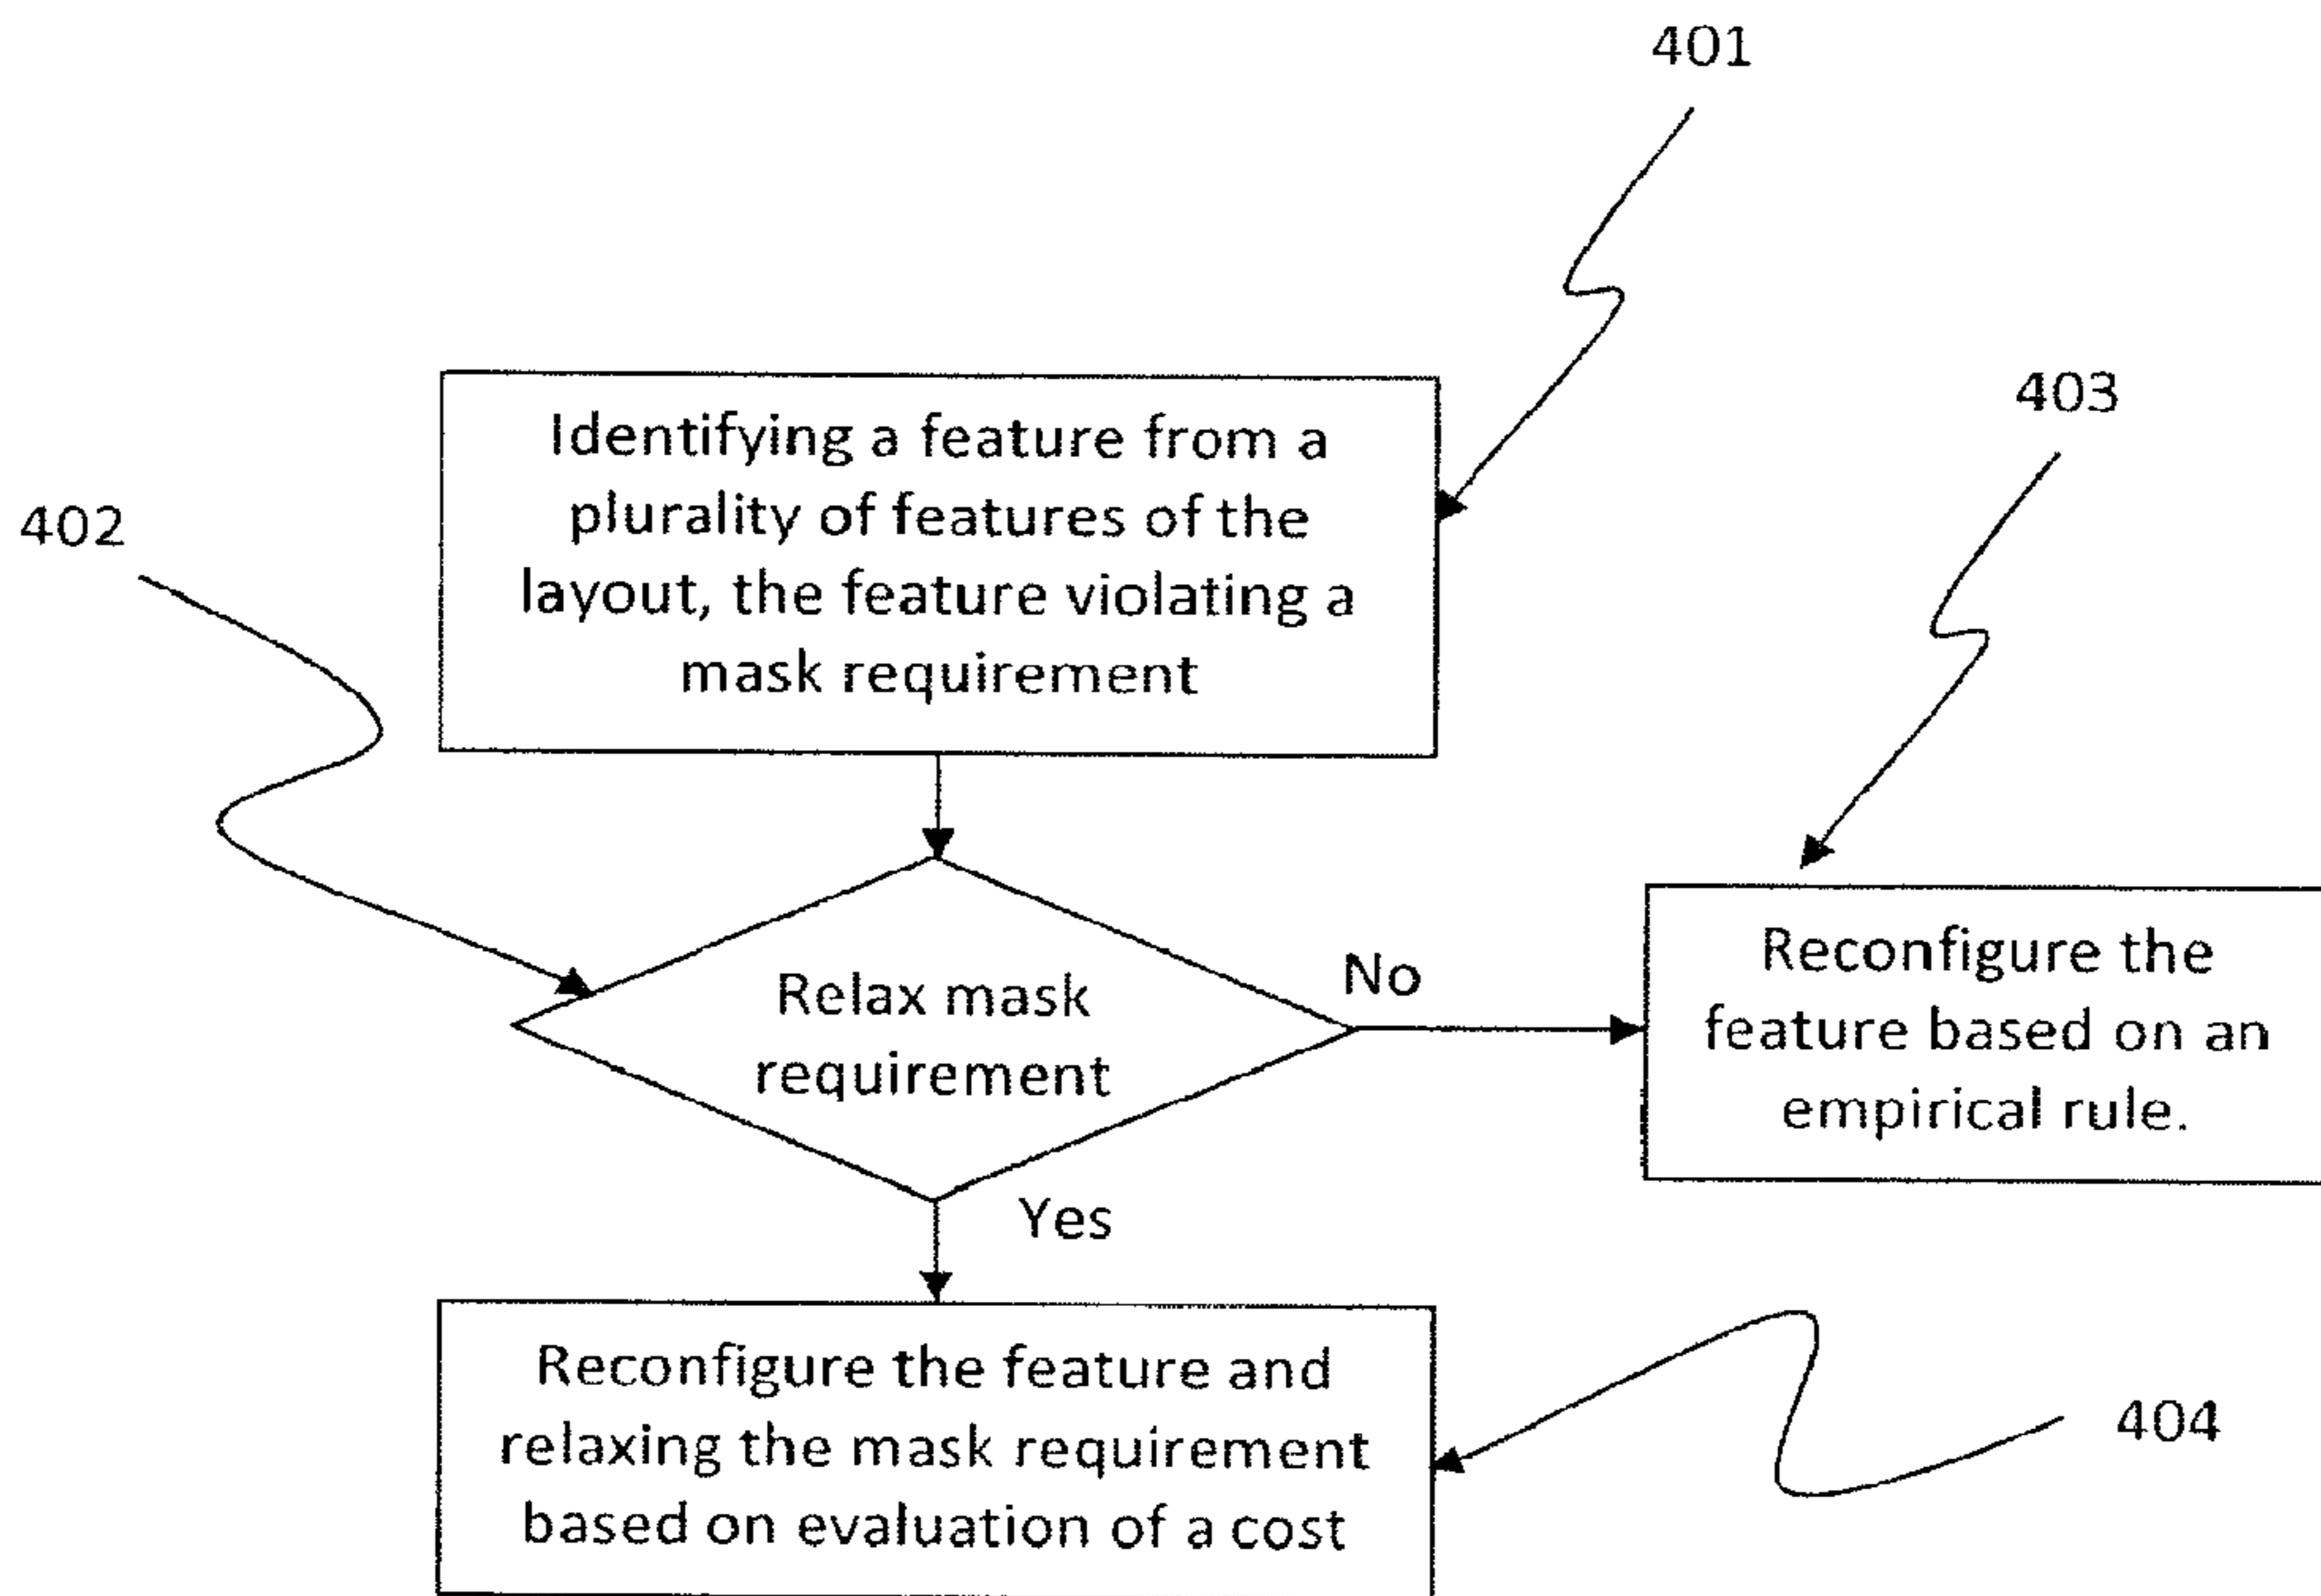 401
Identifying a feature from a
plurality of features of the
layout, the feature violating a
mask requirement
402
403
Relax mask
requirement
No
Reconfigure the
feature based on an
empirical rule.
Yes
Reconfigure the feature and
relaxing the mask requirement
based on evaluation of a cost
404